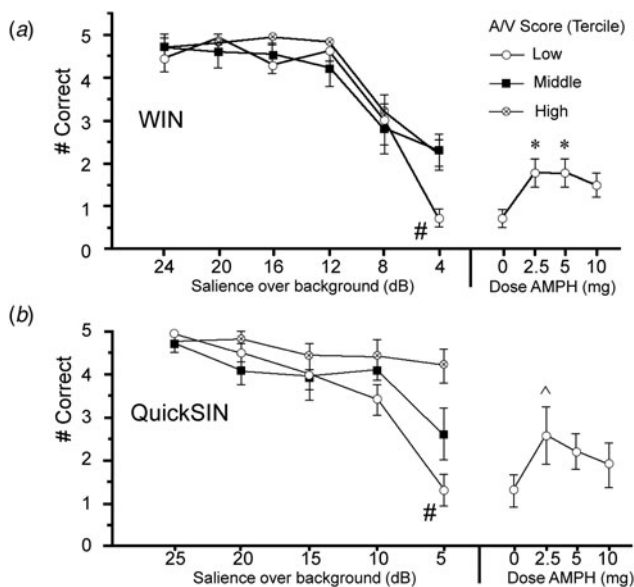 (a)
A/V Score (Tercile)
Low
Middle
High
5
4
3
2
1
0
# Correct
WIN
#
* *
24 20 16 12 8 4
Salience over background (dB)
0 2.5 5 10
Dose AMPH (mg)
(b)
5
4
3
2
1
0
# Correct
QuickSIN
#
^
25 20 15 10 5
Salience over background (dB)
0 2.5 5 10
Dose AMPH (mg)